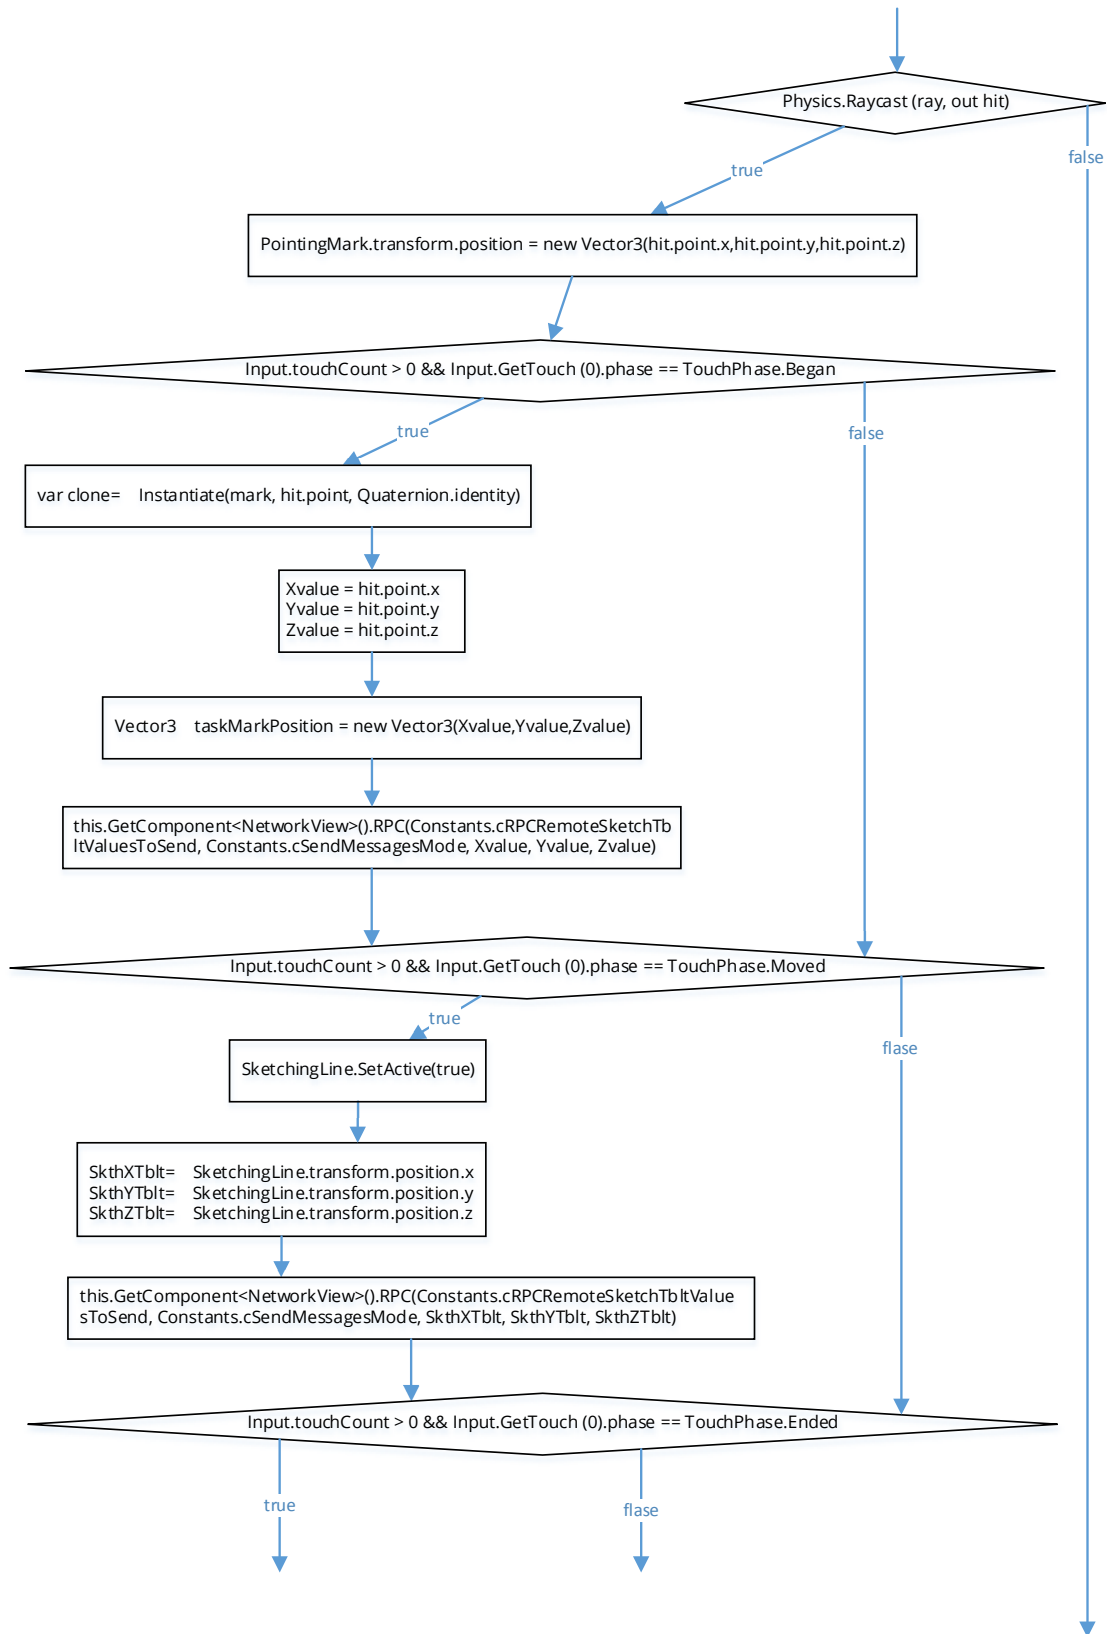 Physics.Raycast (ray, out hit)
false
true
PointingMark.transform.position = new Vector3(hit.point.x,hit.point.y,hit.point.z)
Input.touchCount > 0 && Input.GetTouch (0).phase == TouchPhase.Began
true
false
var clone= Instantiate(mark, hit.point, Quaternion.identity)
Xvalue = hit.point.x
Yvalue = hit.point.y
Zvalue = hit.point.z
Vector3 taskMarkPosition = new Vector3(Xvalue,Yvalue,Zvalue)
this.GetComponent<NetworkView>().RPC(Constants.cRPCRemoteSketchTb
ltValuesToSend, Constants.cSendMessagesMode, Xvalue, Yvalue, Zvalue)
Input.touchCount > 0 && Input.GetTouch (0).phase == TouchPhase.Moved
true
flase
SketchingLine.SetActive(true)
SkthXTblt= SketchingLine.transform.position.x
SkthYTblt= SketchingLine.transform.position.y
SkthZTblt= SketchingLine.transform.position.z
this.GetComponent<NetworkView>().RPC(Constants.cRPCRemoteSketchTbltValue
sToSend, Constants.cSendMessagesMode, SkthXTblt, SkthYTblt, SkthZTblt)
Input.touchCount > 0 && Input.GetTouch (0).phase == TouchPhase.Ended
true
flase